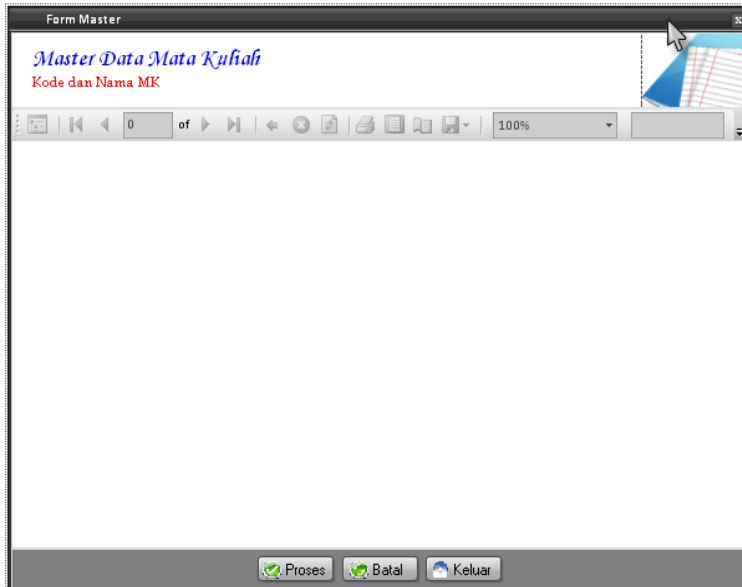 Form Master
Master Data Mata Kuliah
Kode dan Nama MK
0 of 100%
Proses Batal Keluar